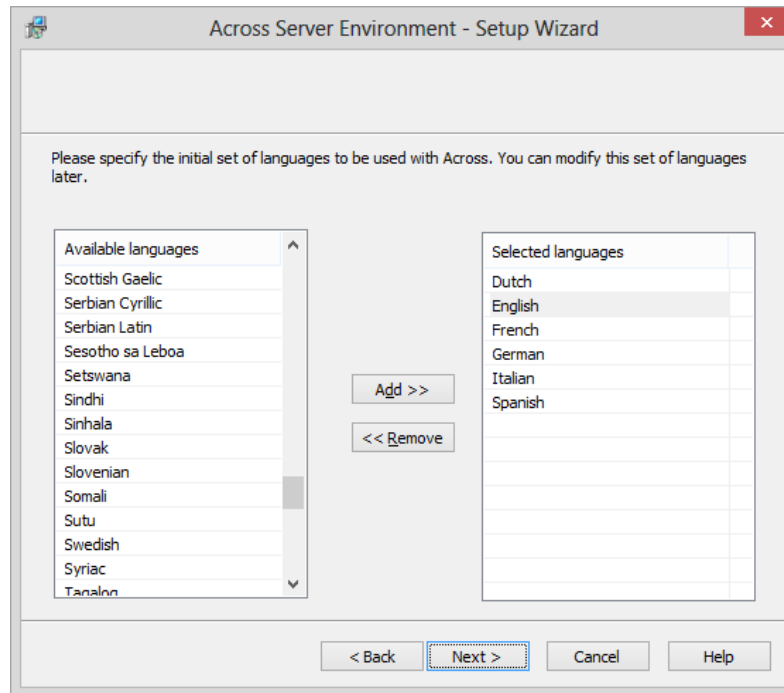 Across Server Environment - Setup Wizard
Please specify the initial set of languages to be used with Across. You can modify this set of languages
later.
Available languages
Scottish Gaelic
Serbian Cyrillic
Serbian Latin
Sesotho sa Leboa
Setswana
Sindhi
Sinhala
Slovak
Slovenian
Somali
Sutu
Swedish
Syriac
Tagalog
Add >>
<< Remove
Selected languages
Dutch
English
French
German
Italian
Spanish
< Back
Next >
Cancel
Help